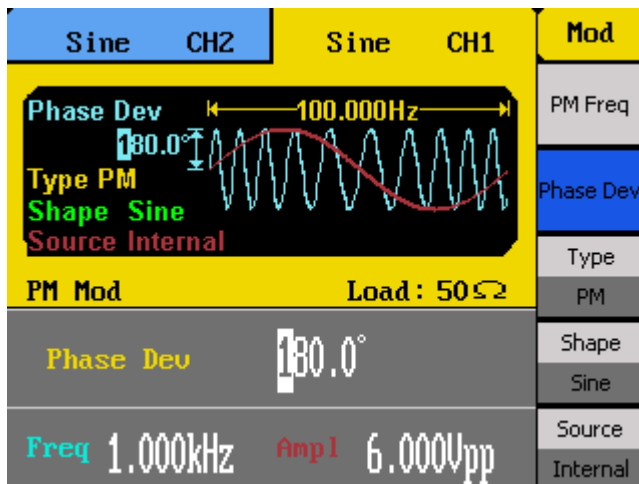 Sine CH2 Sine CH1 Mod
Phase Dev 100.000Hz
180.0°
Type PM
Shape Sine
Source Internal
PM Mod Load: 50Ω
Phase Dev 180.0°
Freq 1.000kHz Ampl 6.000Vpp
PM Freq
Phase Dev
Type
PM
Shape
Sine
Source
Internal